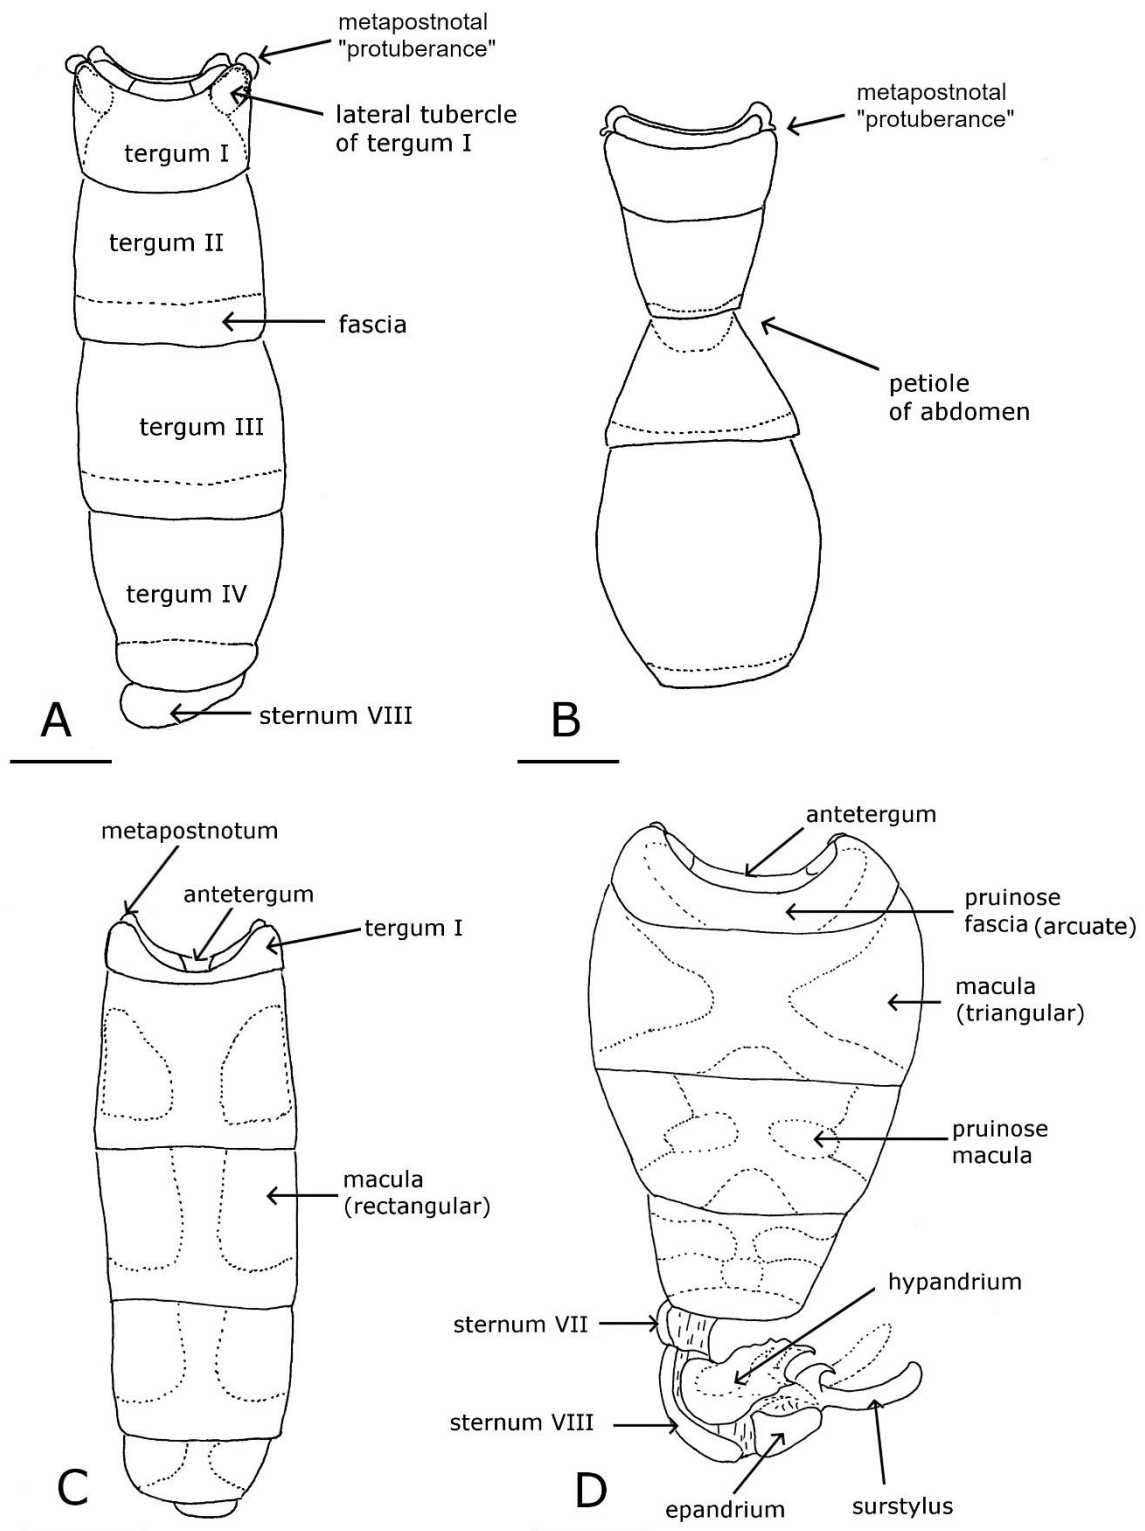 metapostnotal
"protuberance"
lateral tubercle
of tergum I
tergum I
tergum II
fascia
tergum III
tergum IV
sternum VIII
A
metapostnotal
"protuberance"
petiole
of abdomen
B
metapostnotum
antetergum
tergum I
macula
(rectangular)
C
antetergum
pruinose
fascia (arcuate)
macula
(triangular)
pruinose
macula
hypandrium
sternum VII
sternum VIII
epandrium
surstylus
D